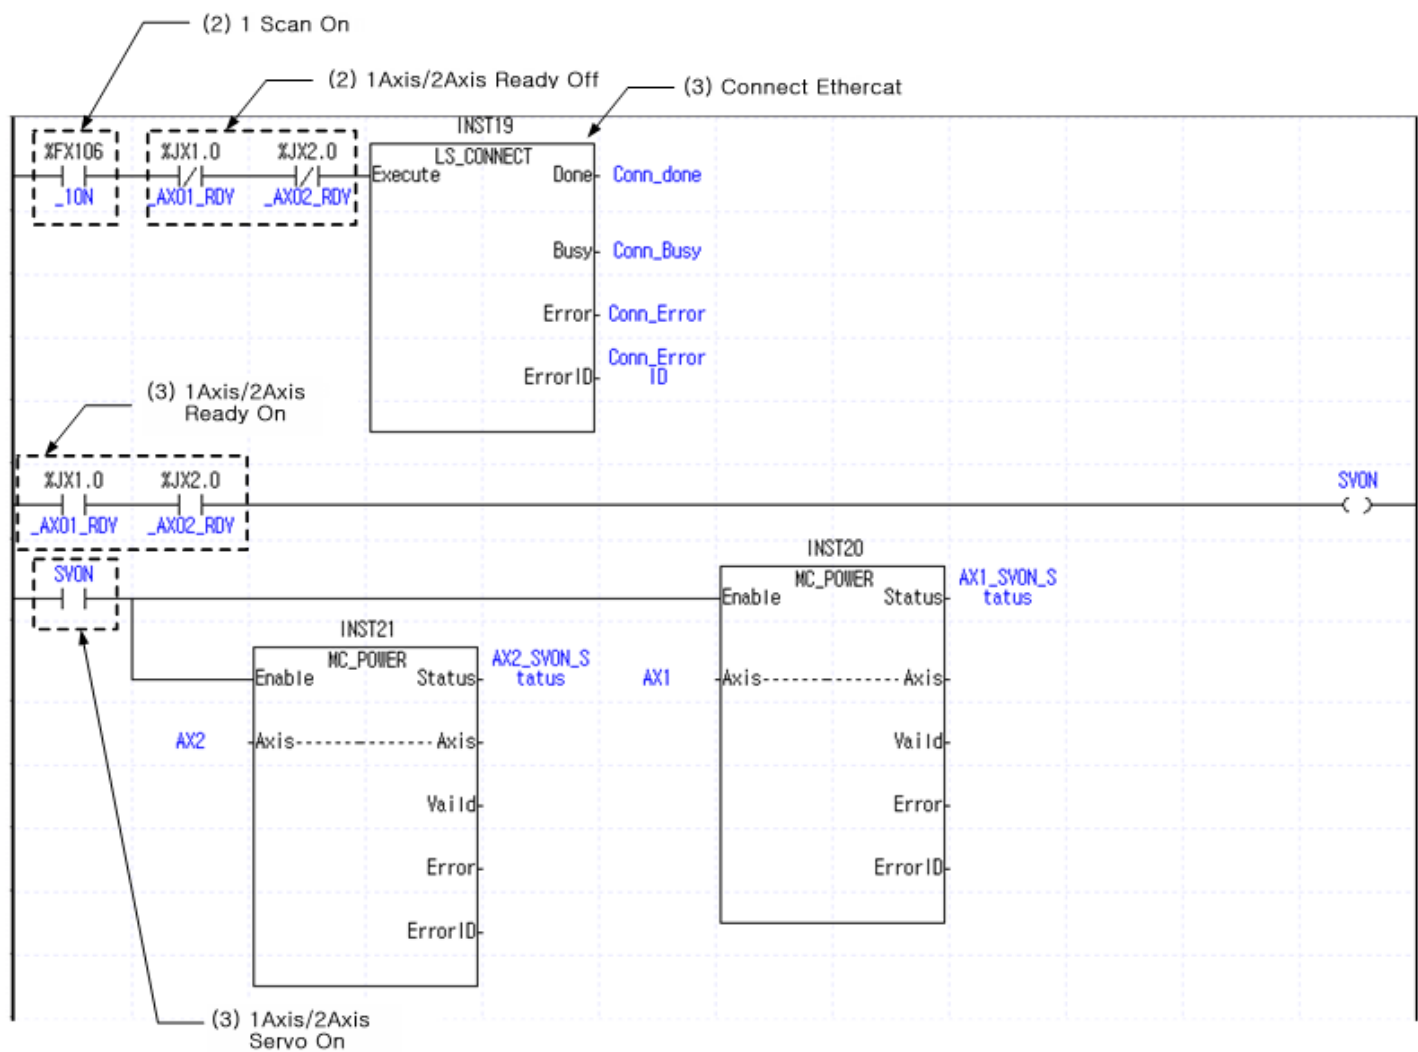 (2) 1 Scan On
(2) 1Axis/2Axis Ready Off
(3) Connect Ethercat
INST19
%FX106
%JX1.0
%JX2.0
LS_CONNECT
Execute
Done
Conn_done
_1ON
_AX01_RDY
_AX02_RDY
Busy
Conn_Busy
Error
Conn_Error
Conn_Error
ID
ErrorID
(3) 1Axis/2Axis
Ready On
%JX1.0
%JX2.0
SVON
_AX01_RDY
_AX02_RDY
INST20
SVON
MC_POWER
Enable
Status
AX1_SVON_S
tatus
INST21
MC_POWER
Enable
Status
AX2_SVON_S
tatus
AX1
Axis
Axis
AX2
Axis
Axis
Vaild
Vaild
Error
Error
ErrorID
ErrorID
(3) 1Axis/2Axis
Servo On